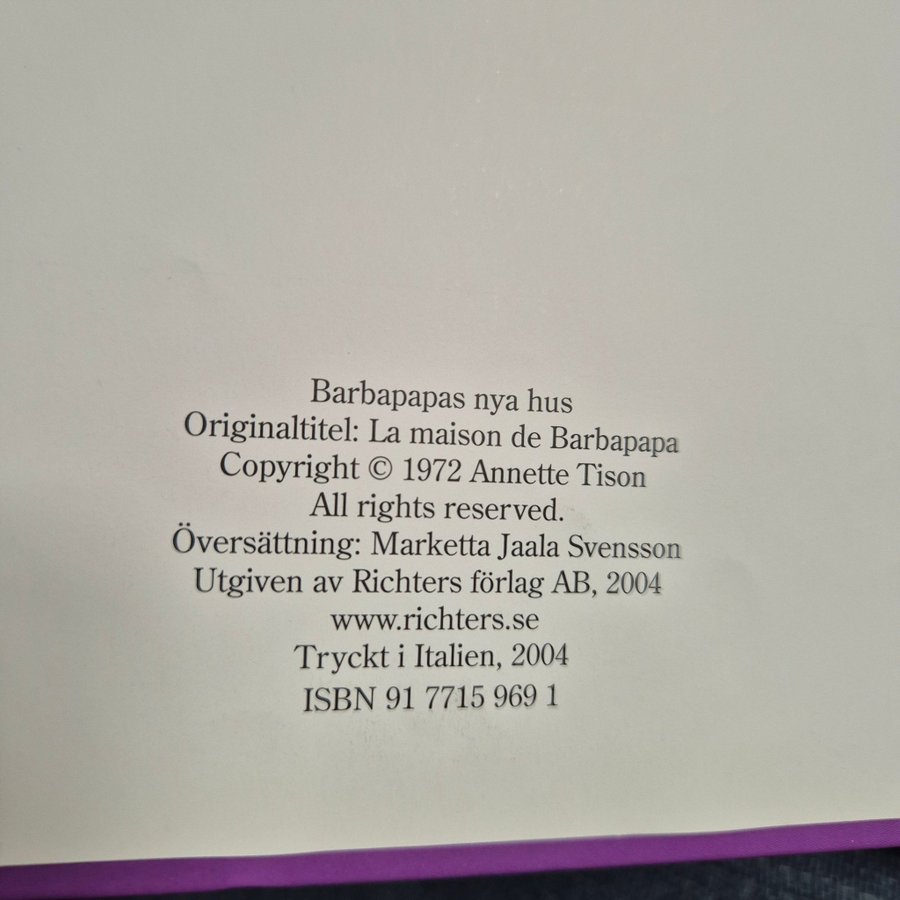 Barbapapas nya hus
Originaltitel: La maison de Barbapapa
Copyright © 1972 Annette Tison
All rights reserved.
Översättning: Marketta Jaala Svensson
Utgiven av Richters förlag AB, 2004
www.richters.se
Tryckt i Italien, 2004
ISBN 91 7715 969 1